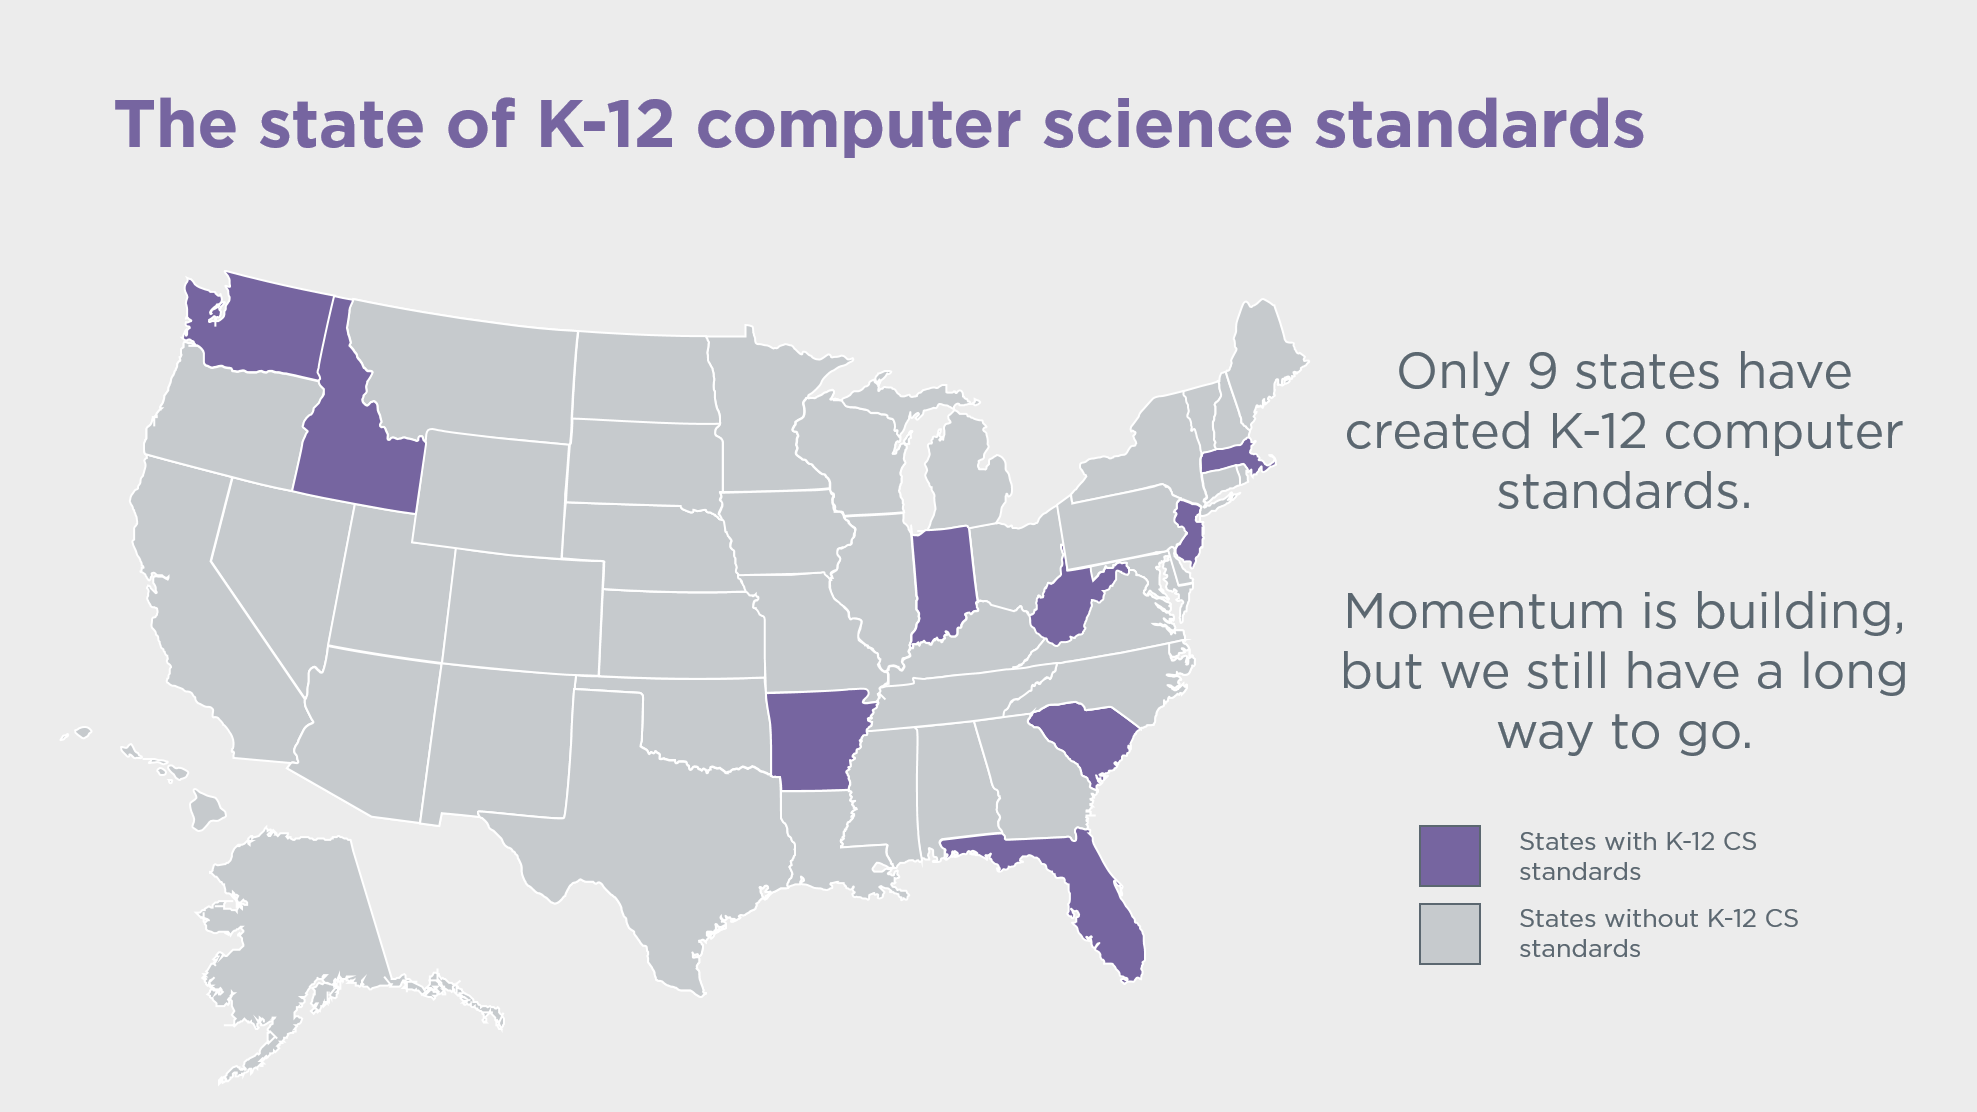 The state of K-12 computer science standards
Only 9 states have
created K-12 computer
standards.
Momentum is building,
but we still have a long
way to go.
States with K-12 CS
standards
States without K-12 CS
standards